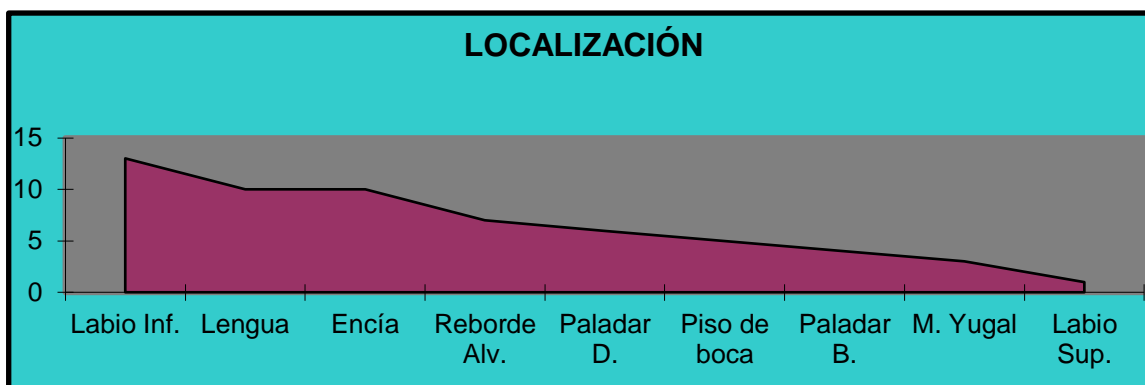 LOCALIZACIÓN
15
10
5
0
Labio Inf.
Lengua
Encía
Reborde
Alv.
Paladar
D.
Piso de
boca
Paladar
B.
M. Yugal
Labio
Sup.